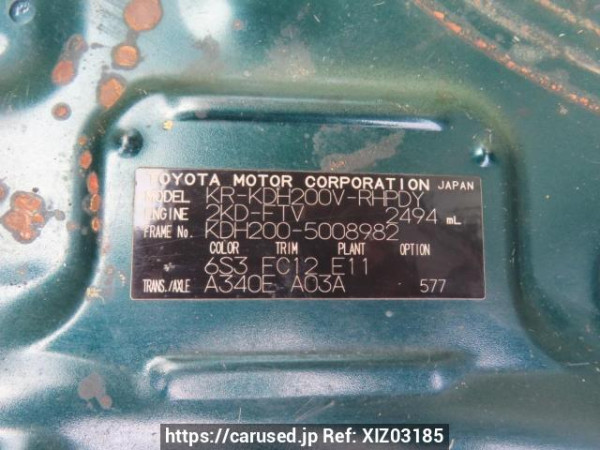 TOYOTA MOTOR CORPORATION JAPAN
MODEL KR-KDH200V-RHPDY
ENGINE 2KD-FTV 2494 mL
FRAME No. KDH200-5008982
COLOR TRIM PLANT OPTION
6S3 FC12 E11
TRANS./AXLE A340E A03A 577
https://carused.jp Ref: XIZ03185